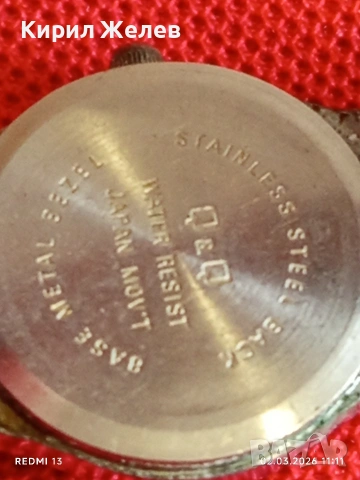 Кирил Желев
STAINLESS STEEL BACK
Q & Q
WATER RESIST
JAPAN MOV'T
BASE METAL BEZEL
REDMI 13
02.03.2026 11:11
BAZAR